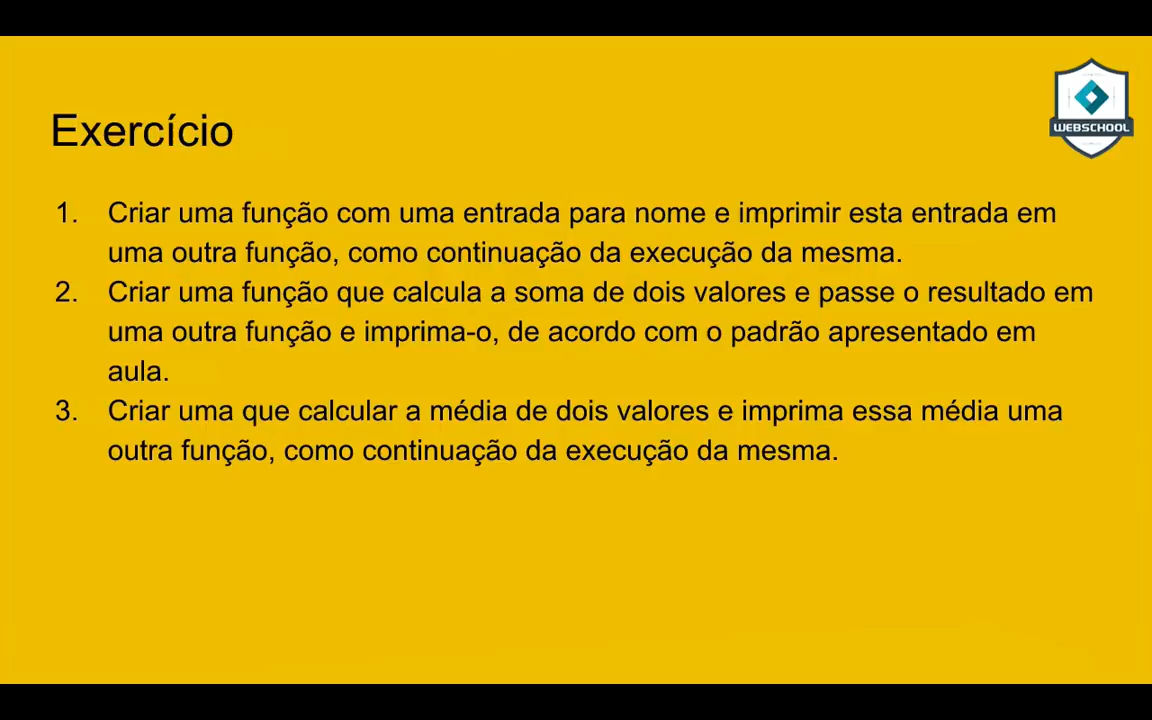 WEBSCHOOL
Exercício
1. Criar uma função com uma entrada para nome e imprimir esta entrada em
uma outra função, como continuação da execução da mesma.
2. Criar uma função que calcula a soma de dois valores e passe o resultado em
uma outra função e imprima-o, de acordo com o padrão apresentado em
aula.
3. Criar uma que calcular a média de dois valores e imprima essa média uma
outra função, como continuação da execução da mesma.